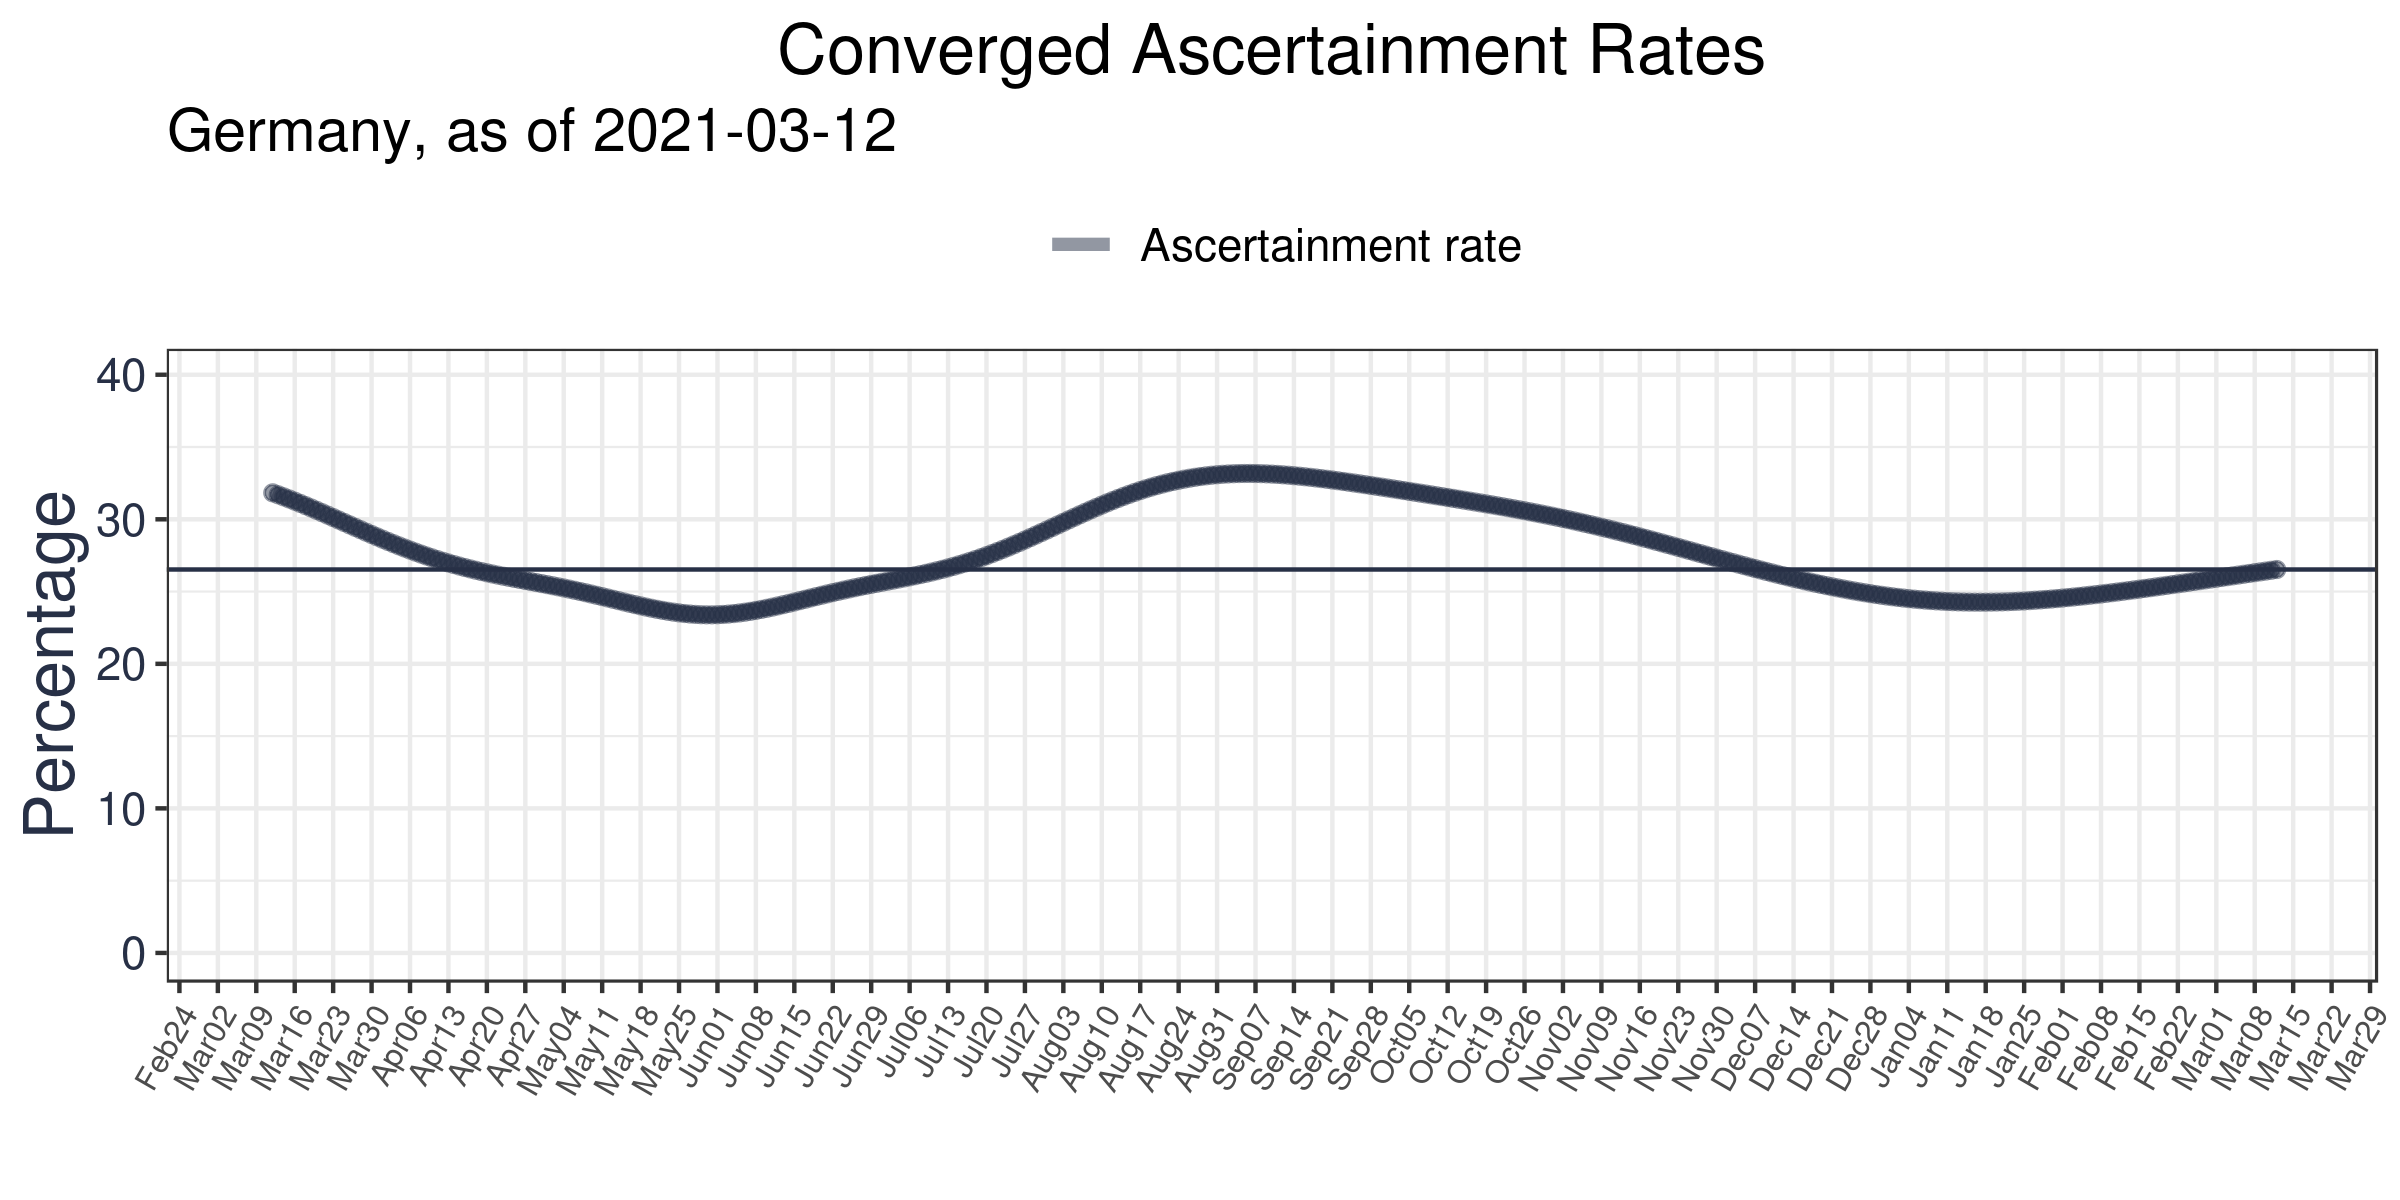 Converged Ascertainment Rates
Germany, as of 2021-03-12
Ascertainment rate
Percentage
40
30
20
10
0
Feb24
Mar02
Mar09
Mar16
Mar23
Mar30
Apr06
Apr13
Apr20
Apr27
May04
May11
May18
May25
Jun01
Jun08
Jun15
Jun22
Jun29
Jul06
Jul13
Jul20
Jul27
Aug03
Aug10
Aug17
Aug24
Aug31
Sep07
Sep14
Sep21
Sep28
Oct05
Oct12
Oct19
Oct26
Nov02
Nov09
Nov16
Nov23
Nov30
Dec07
Dec14
Dec21
Dec28
Jan04
Jan11
Jan18
Jan25
Feb01
Feb08
Feb15
Feb22
Mar01
Mar08
Mar15
Mar22
Mar29